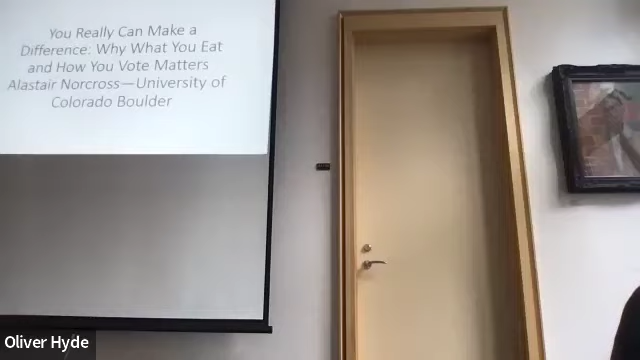 You Really Can Make a
Difference: Why What You Eat
and How You Vote Matters
Alastair Norcross—University of
Colorado Boulder
Oliver Hyde